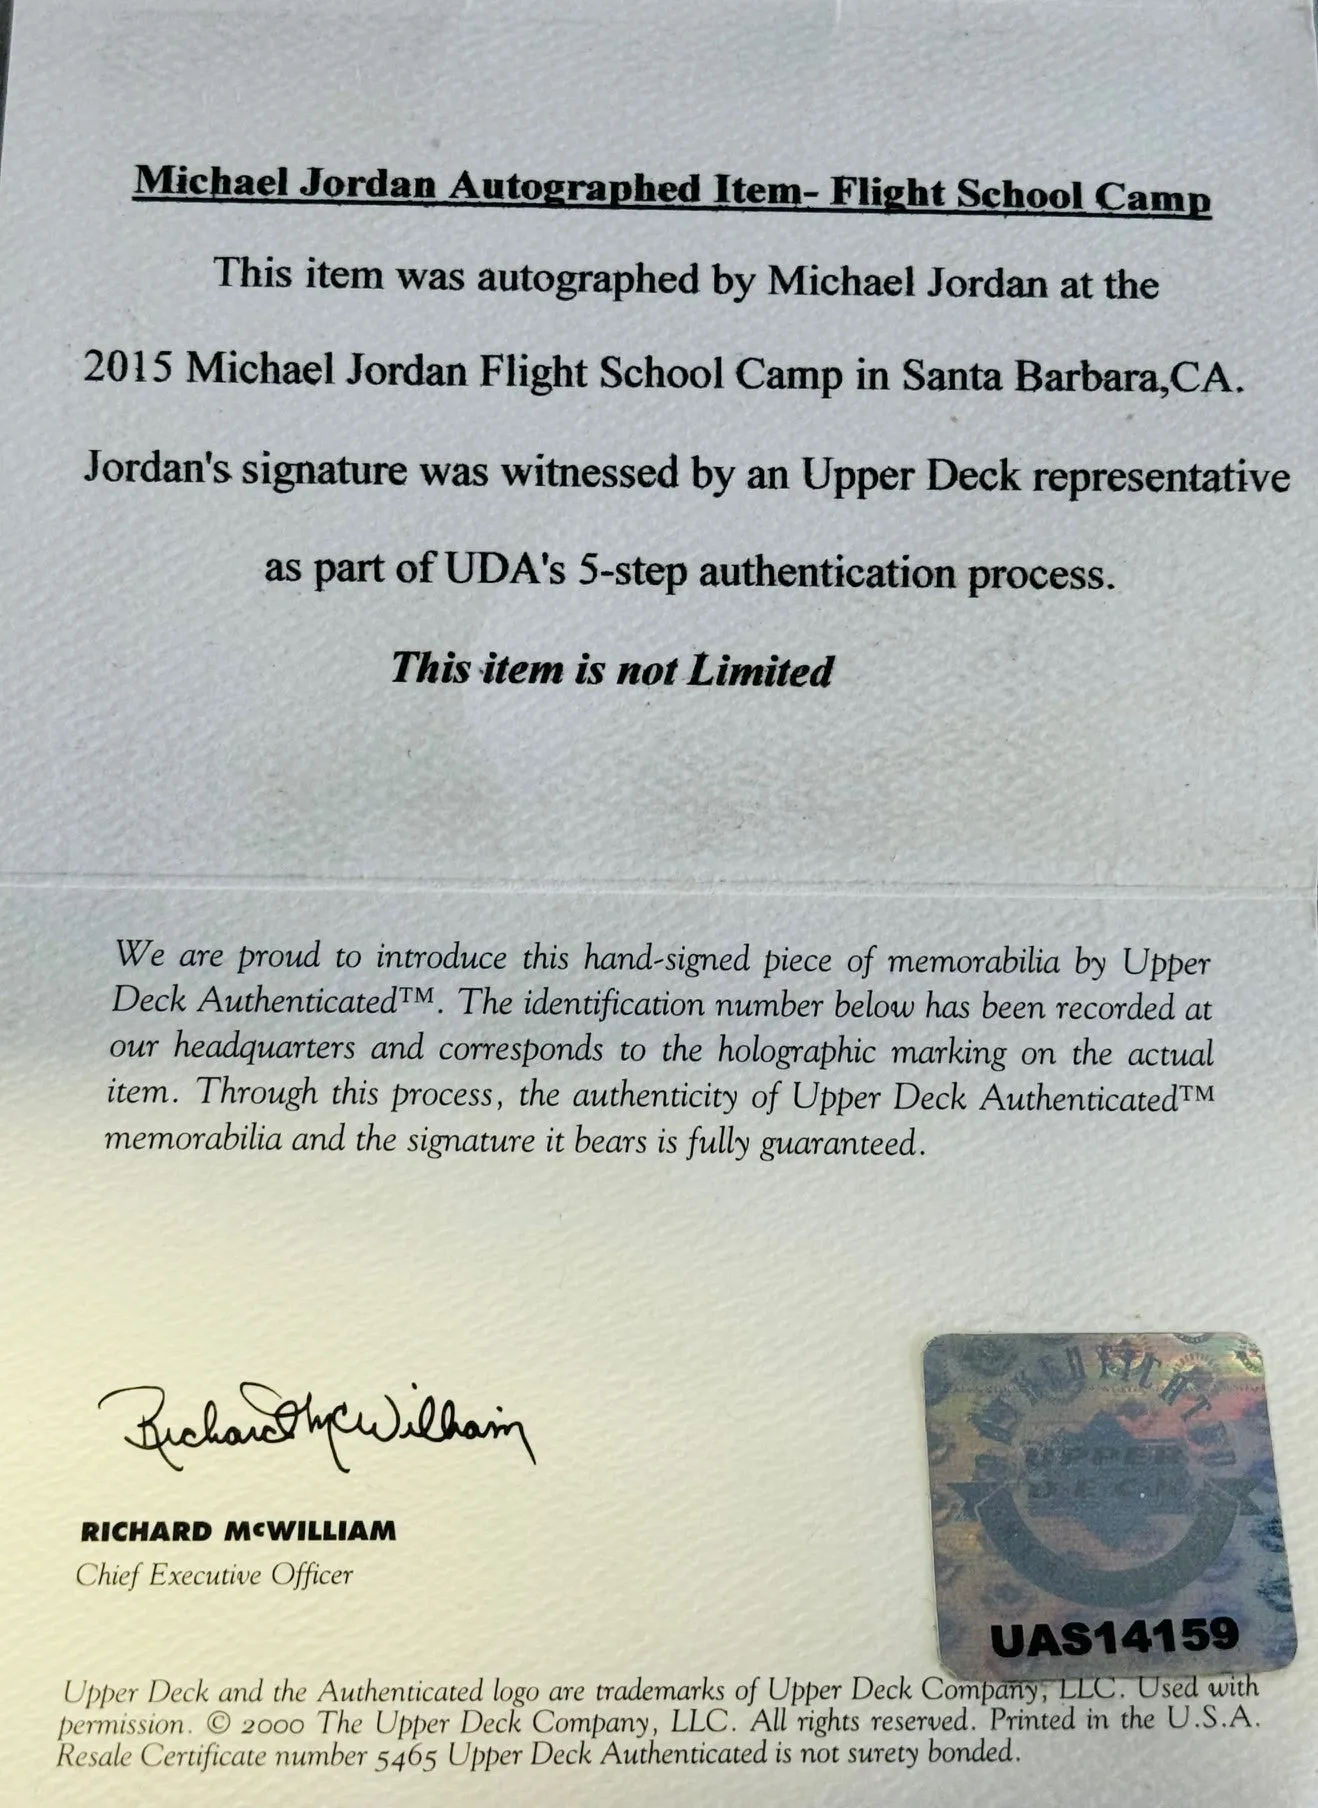 Michael Jordan Autographed Item- Flight School Camp
This item was autographed by Michael Jordan at the
2015 Michael Jordan Flight School Camp in Santa Barbara,CA.
Jordan's signature was witnessed by an Upper Deck representative
as part of UDA's 5-step authentication process.
This item is not Limited
We are proud to introduce this hand-signed piece of memorabilia by Upper
Deck Authenticated™. The identification number below has been recorded at
our headquarters and corresponds to the holographic marking on the actual
item. Through this process, the authenticity of Upper Deck Authenticated™
memorabilia and the signature it bears is fully guaranteed.
Richard McWilliam
RICHARD McWILLIAM
Chief Executive Officer
UPPER
DECK
UAS14159
Upper Deck and the Authenticated logo are trademarks of Upper Deck Company, LLC. Used with
permission. © 2000 The Upper Deck Company, LLC. All rights reserved. Printed in the U.S.A.
Resale Certificate number 5465 Upper Deck Authenticated is not surety bonded.